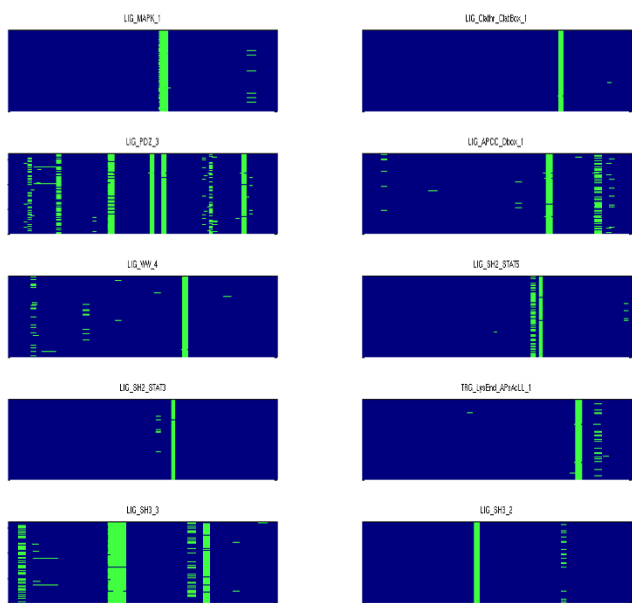 LIG_MAPK_1
LIG_Clathr_ClatBox_1
LIG_PDZ_3
LIG_APCC_Dbox_1
LIG_WW_4
LIG_SH2_STAT5
LIG_SH2_STAT3
TRG_LysEnd_APsAcLL_1
LIG_SH3_3
LIG_SH3_2